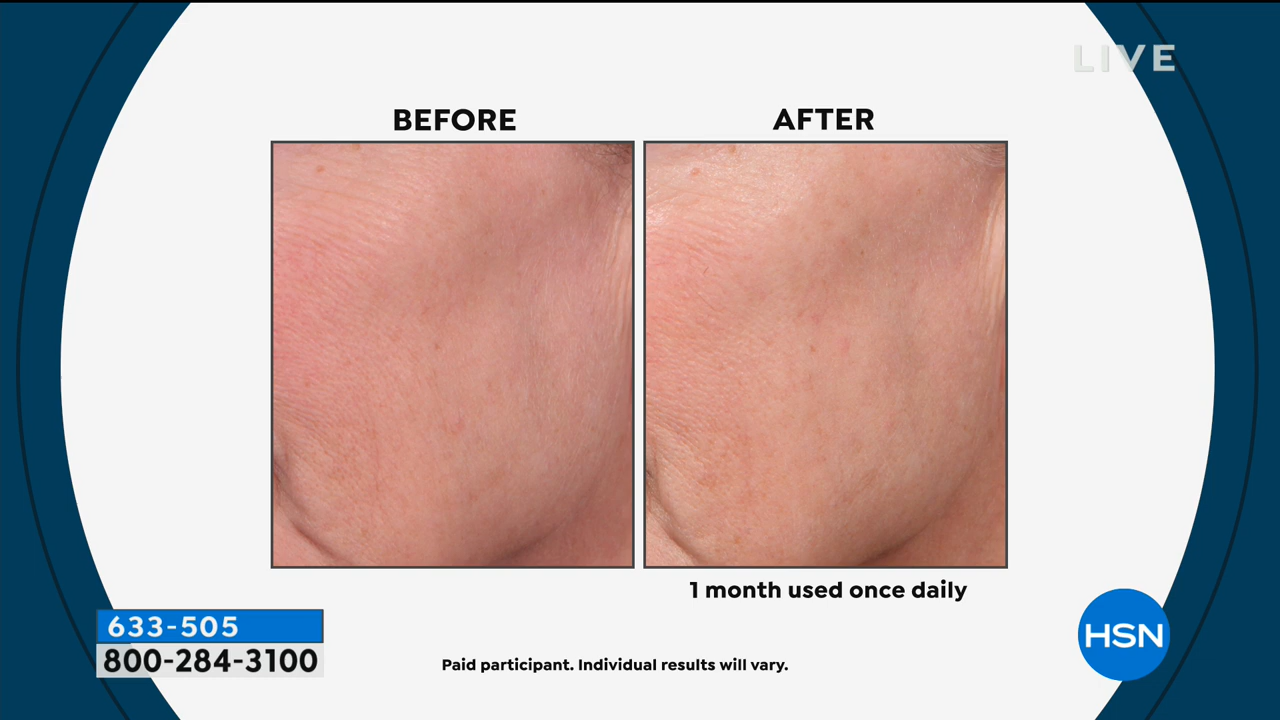 LIVE
BEFORE
AFTER
1 month used once daily
633-505
800-284-3100
HSN
Paid participant. Individual results will vary.